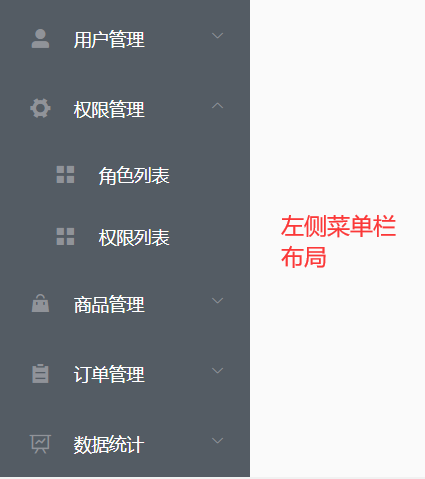 用户管理
权限管理
角色列表
权限列表
商品管理
订单管理
数据统计
左侧菜单栏
布局